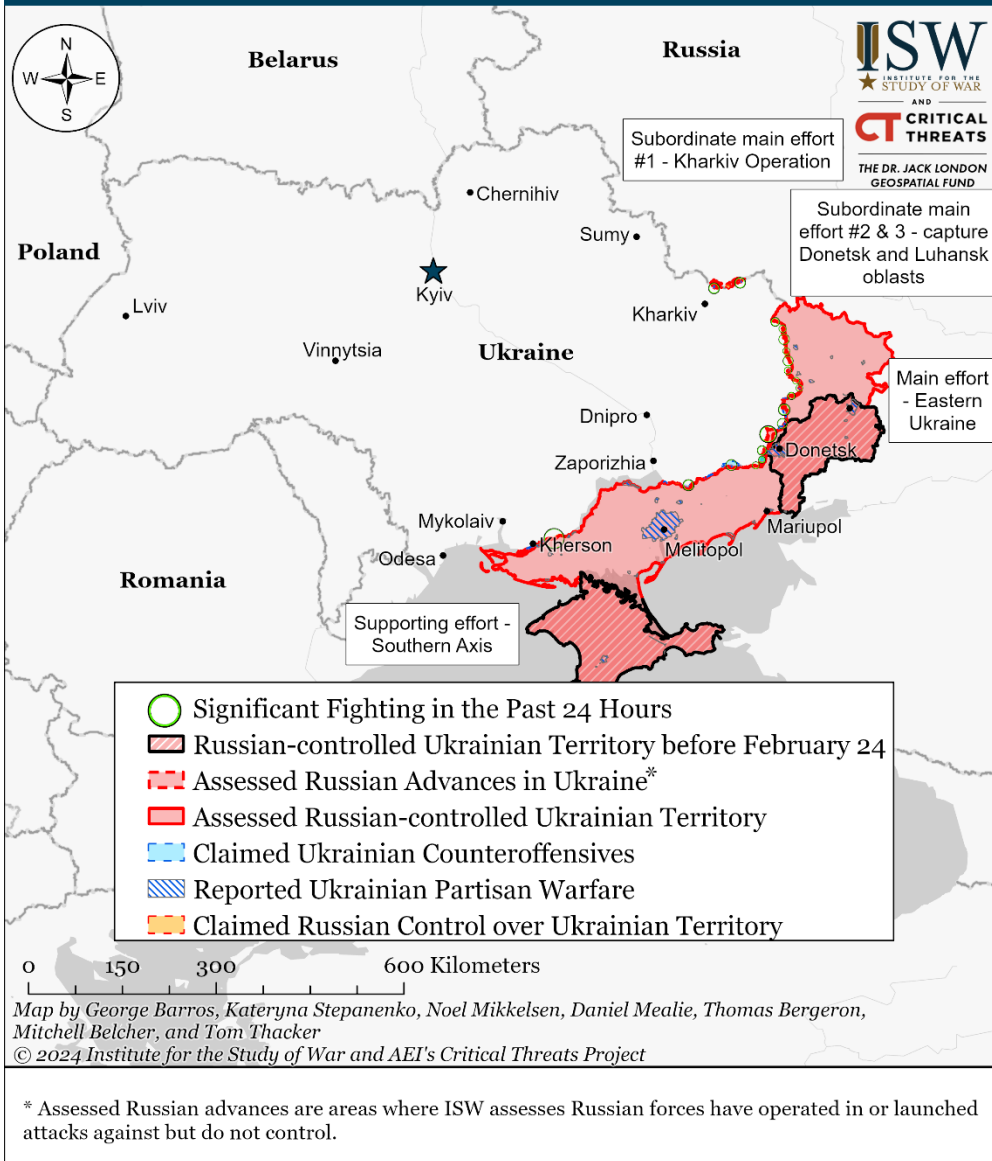 N
W
E
S
Belarus
Russia
ISW
INSTITUTE FOR THE
STUDY OF WAR
AND
CT CRITICAL
THREATS
THE DR. JACK LONDON
GEOSPATIAL FUND
Subordinate main effort
#1 - Kharkiv Operation
Subordinate main
effort #2 & 3 - capture
Donetsk and Luhansk
oblasts
Chernihiv
Sumy
Poland
Kyiv
Lviv
Kharkiv
Vinnytsia
Ukraine
Main effort
- Eastern
Ukraine
Dnipro
Donetsk
Zaporizhia
Mykolaiv
Mariupol
Kherson
Melitopol
Odesa
Romania
Supporting effort -
Southern Axis
Significant Fighting in the Past 24 Hours
Russian-controlled Ukrainian Territory before February 24
Assessed Russian Advances in Ukraine*
Assessed Russian-controlled Ukrainian Territory
Claimed Ukrainian Counteroffensives
Reported Ukrainian Partisan Warfare
Claimed Russian Control over Ukrainian Territory
0 150 300 600 Kilometers
Map by George Barros, Kateryna Stepanenko, Noel Mikkelsen, Daniel Mealie, Thomas Bergeron,
Mitchell Belcher, and Tom Thacker
© 2024 Institute for the Study of War and AEI's Critical Threats Project
* Assessed Russian advances are areas where ISW assesses Russian forces have operated in or launched
attacks against but do not control.